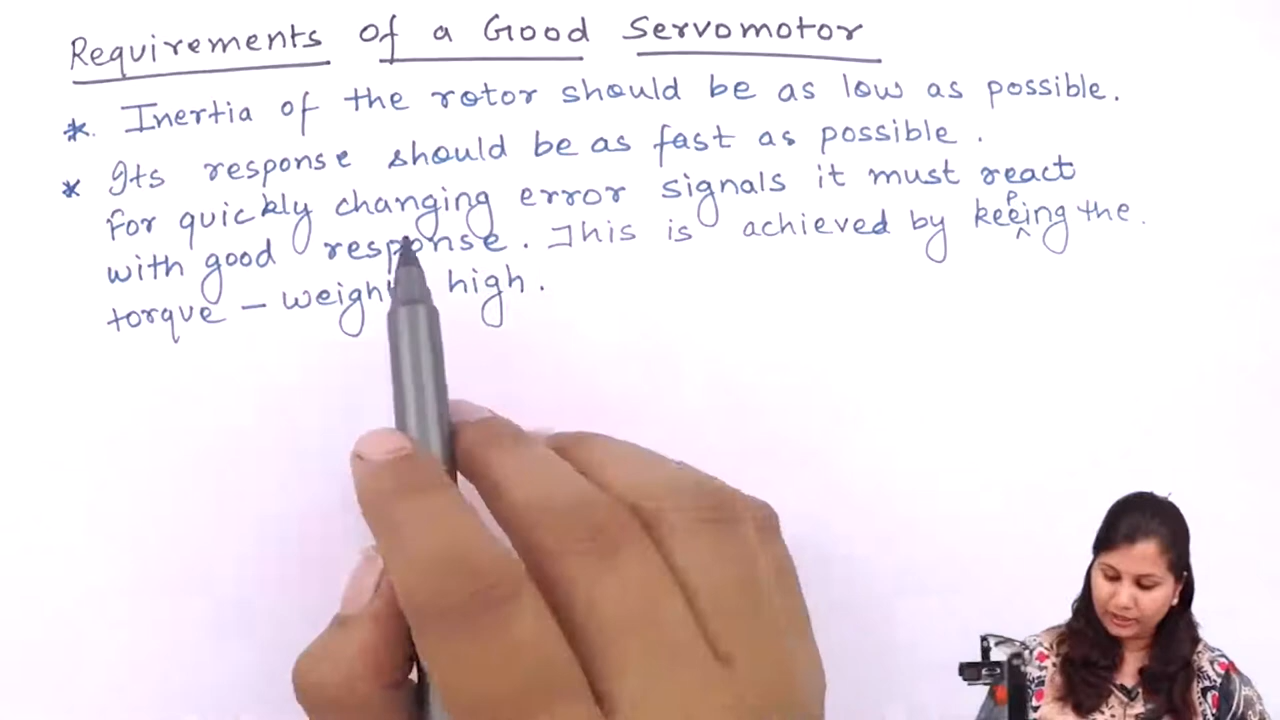 Requirements of a Good Servomotor
* Inertia of the rotor should be as low as possible.
* Its response should be as fast as possible.
For quickly changing error signals it must react
with good response. This is achieved by keeping the
torque - weight high.